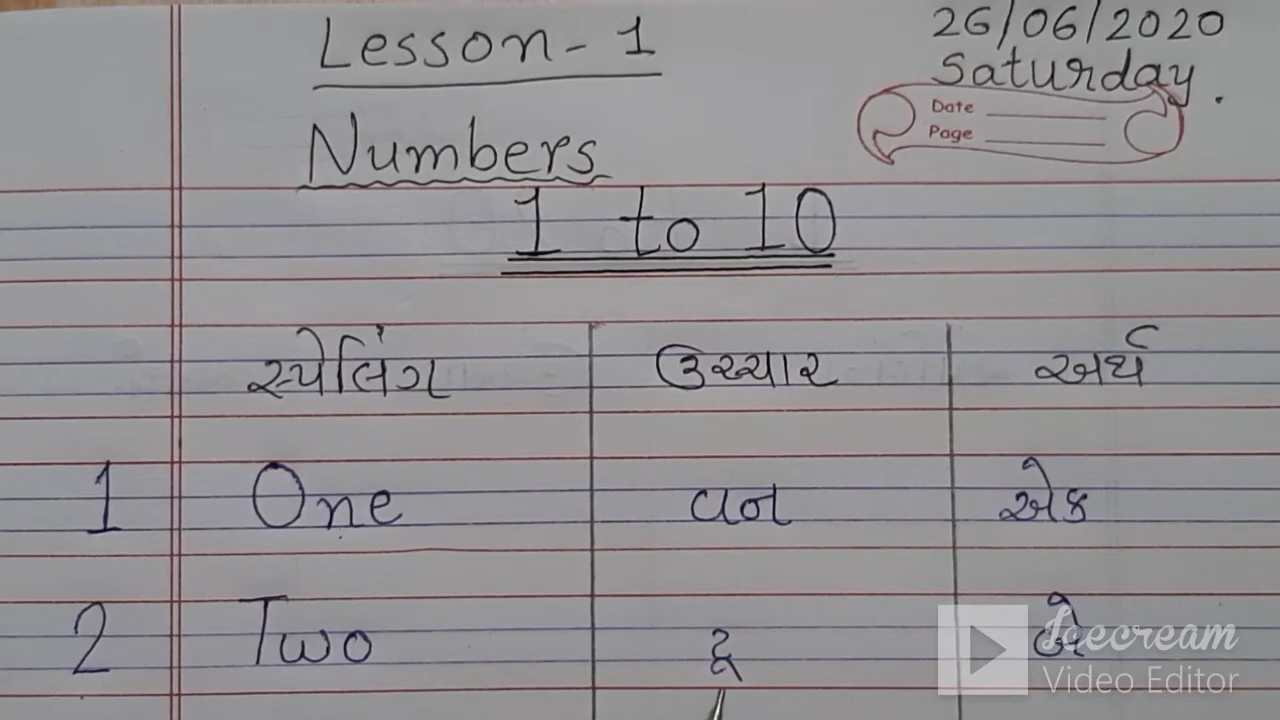 Lesson - 1
26/06/2020
Saturday.
Date
Page
Numbers
1 to 10
સ્પેલિંગ ઉચ્ચાર અર્થ
1 One વન એક
2 Two ટૂ બે
Icecream
Video Editor